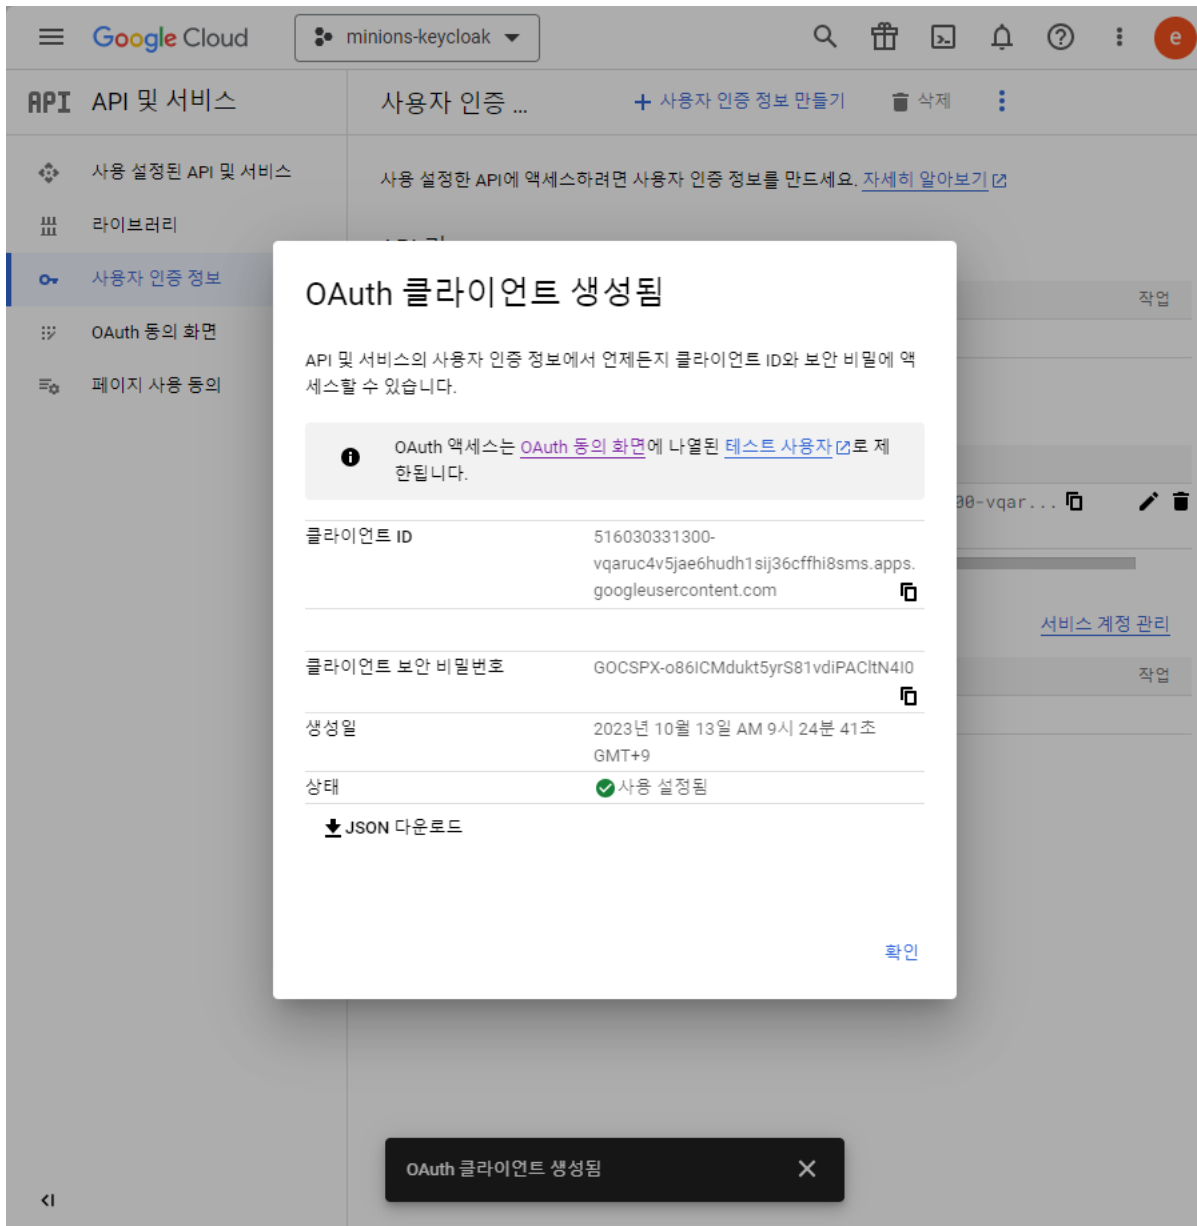 Google Cloud
minions-keycloak
e
API
API 및 서비스
사용자 인증 ...
사용자 인증 정보 만들기
삭제
사용 설정된 API 및 서비스
라이브러리
사용자 인증 정보
OAuth 동의 화면
페이지 사용 동의
사용 설정한 API에 액세스하려면 사용자 인증 정보를 만드세요. 자세히 알아보기
작업
00-vqar...
서비스 계정 관리
작업
OAuth 클라이언트 생성됨
API 및 서비스의 사용자 인증 정보에서 언제든지 클라이언트 ID와 보안 비밀에 액
세스할 수 있습니다.
OAuth 액세스는 OAuth 동의 화면에 나열된 테스트 사용자로 제
한됩니다.
클라이언트 ID
516030331300-
vqaruc4v5jae6hudh1sij36cffhi8sms.apps.
googleusercontent.com
클라이언트 보안 비밀번호
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
생성일
2023년 10월 13일 AM 9시 24분 41초
GMT+9
상태
사용 설정됨
JSON 다운로드
확인
OAuth 클라이언트 생성됨